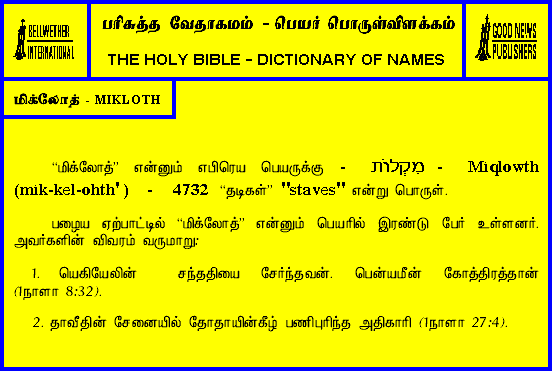 பரிசுத்த வேதாகமம் - பெயர் பொருள்விளக்கம்
BELLWETHER
INTERNATIONAL
THE HOLY BIBLE - DICTIONARY OF NAMES
GOOD NEWS
PUBLISHERS
மிக்லோத் - MIKLOTH
“மிக்லோத்” என்னும் எபிரெய பெயருக்கு - מִקְלוֹת - Miqlowth
(mik-kel-ohth') - 4732 “தடிகள்” "staves" என்று பொருள்.
பழைய ஏற்பாட்டில் “மிக்லோத்” என்னும் பெயரில் இரண்டு பேர் உள்ளனர்.
அவர்களின் விவரம் வருமாறு:
1. யெகியேலின் சந்ததியை சேர்ந்தவன். பென்யமீன் கோத்திரத்தான்
(1நாளா 8:32).
2. தாவீதின் சேனையில் தோதாயின்கீழ் பணிபுரிந்த அதிகாரி (1நாளா 27:4).